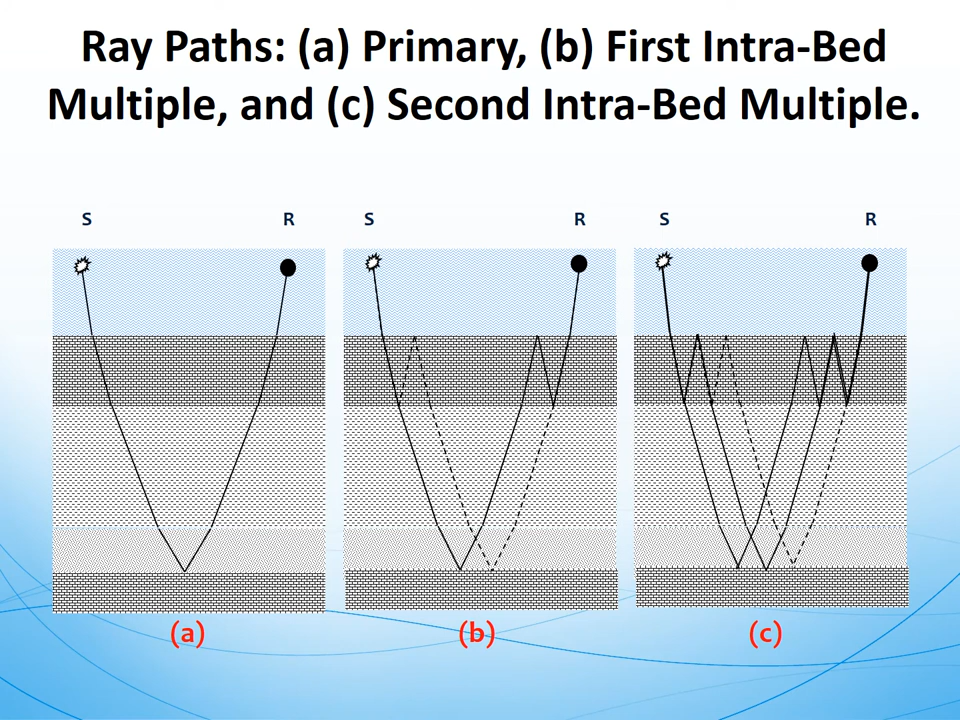 Ray Paths: (a) Primary, (b) First Intra-Bed
Multiple, and (c) Second Intra-Bed Multiple.
S R S R S R
(a) (b) (c)